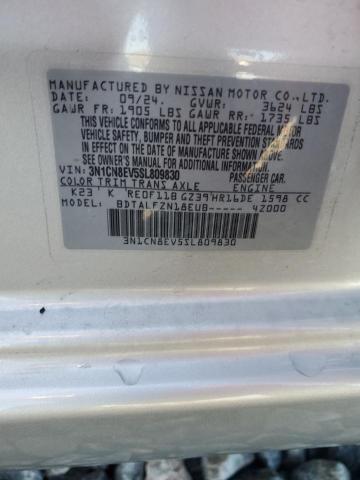 MANUFACTURED BY NISSAN MOTOR CO., LTD.
DATE: 09/24. GVWR: 3624 LBS
GAWR FR: 1905 LBS GAWR RR: 1735 LBS
THIS VEHICLE CONFORMS TO ALL APPLICABLE FEDERAL MOTOR
VEHICLE SAFETY, BUMPER AND THEFT PREVENTION STANDARDS
IN EFFECT ON THE DATE OF MANUFACTURE SHOWN ABOVE.
SEE OWNER'S MANUAL FOR
VIN: 3N1CN8EV5SL809830 PASSENGER CAR
COLOR TRIM TRANS AXLE ENGINE
K23 K RE0F11B GZ39 HR16DE 1598 CC
MODEL: BDTALFZN18EUB----- 42000
3N1CN8EV5SL809830